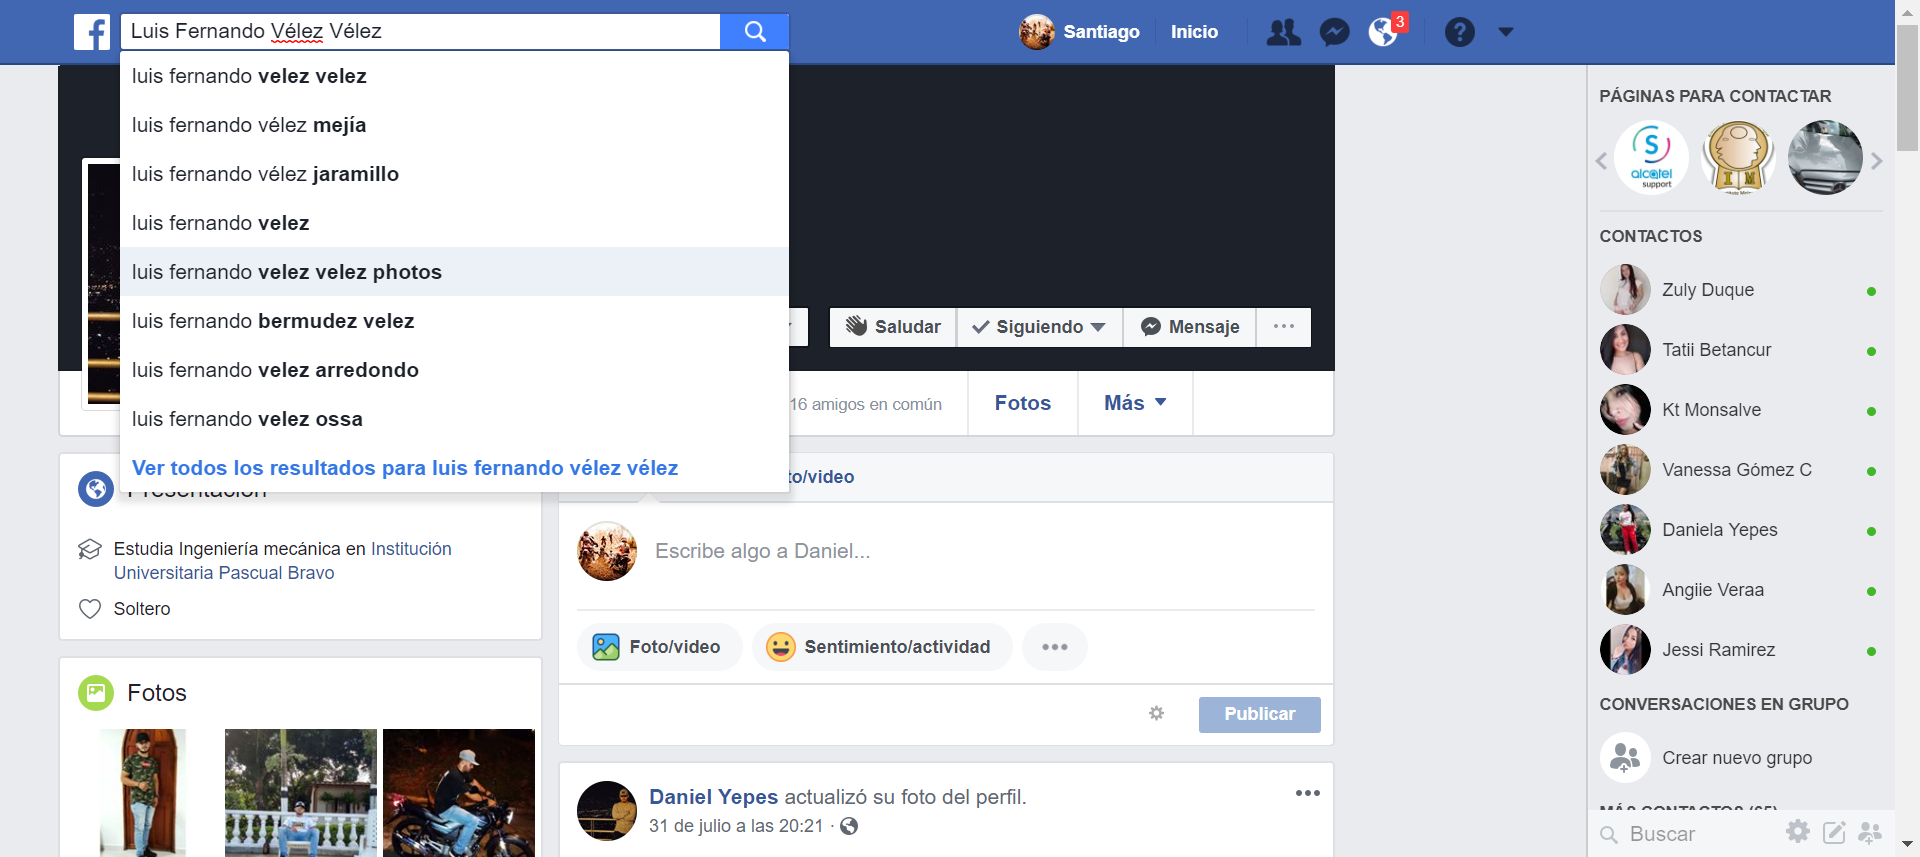 Luis Fernando Vélez Vélez
Santiago
Inicio
3
luis fernando velez velez
luis fernando vélez mejía
luis fernando vélez jaramillo
luis fernando velez
luis fernando velez velez photos
luis fernando bermudez velez
luis fernando velez arredondo
luis fernando velez ossa
Ver todos los resultados para luis fernando vélez vélez
Saludar
Siguiendo
Mensaje
16 amigos en común
Fotos
Más
Presentación
Estudia Ingeniería mecánica en Institución
Universitaria Pascual Bravo
Soltero
Fotos
to/video
Escribe algo a Daniel...
Foto/video
Sentimiento/actividad
Publicar
Daniel Yepes actualizó su foto del perfil.
31 de julio a las 20:21 ·
PÁGINAS PARA CONTACTAR
S
alcatel
support
I M
CONTACTOS
Zuly Duque
Tatii Betancur
Kt Monsalve
Vanessa Gómez C
Daniela Yepes
Angiie Veraa
Jessi Ramirez
CONVERSACIONES EN GRUPO
Crear nuevo grupo
MÁS CONTACTOS (65)
Buscar